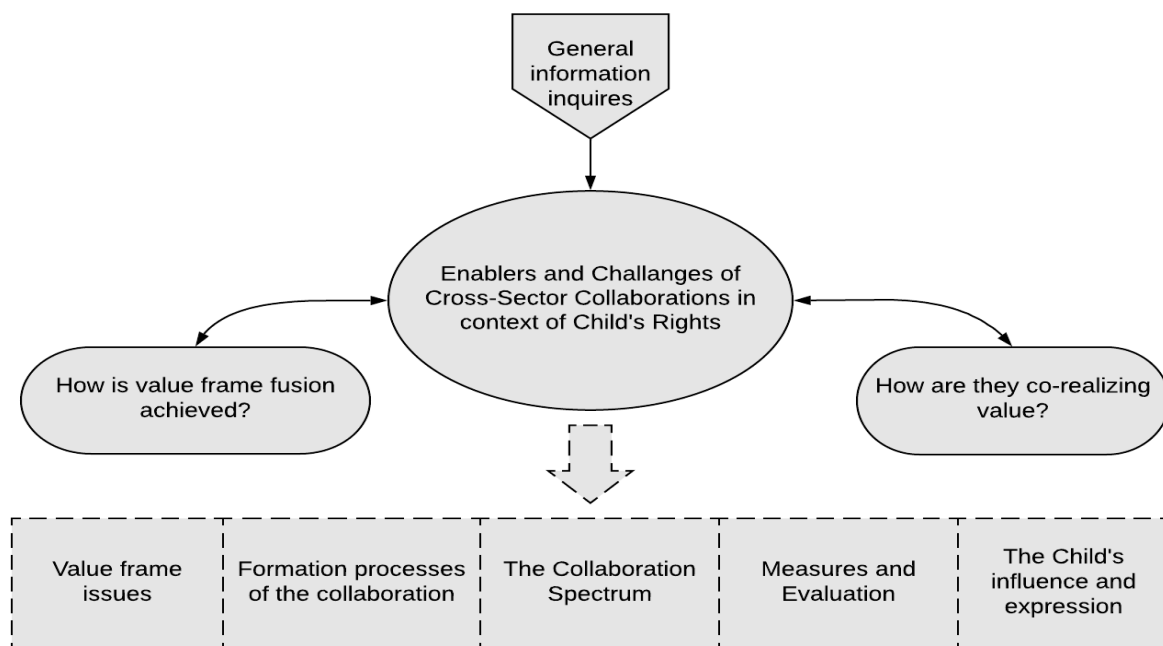 General
information
inquires
Enablers and Challanges of
Cross-Sector Collaborations in
context of Child's Rights
How is value frame fusion
achieved?
How are they co-realizing
value?
Value frame
issues
Formation processes
of the collaboration
The Collaboration
Spectrum
Measures and
Evaluation
The Child's
influence and
expression